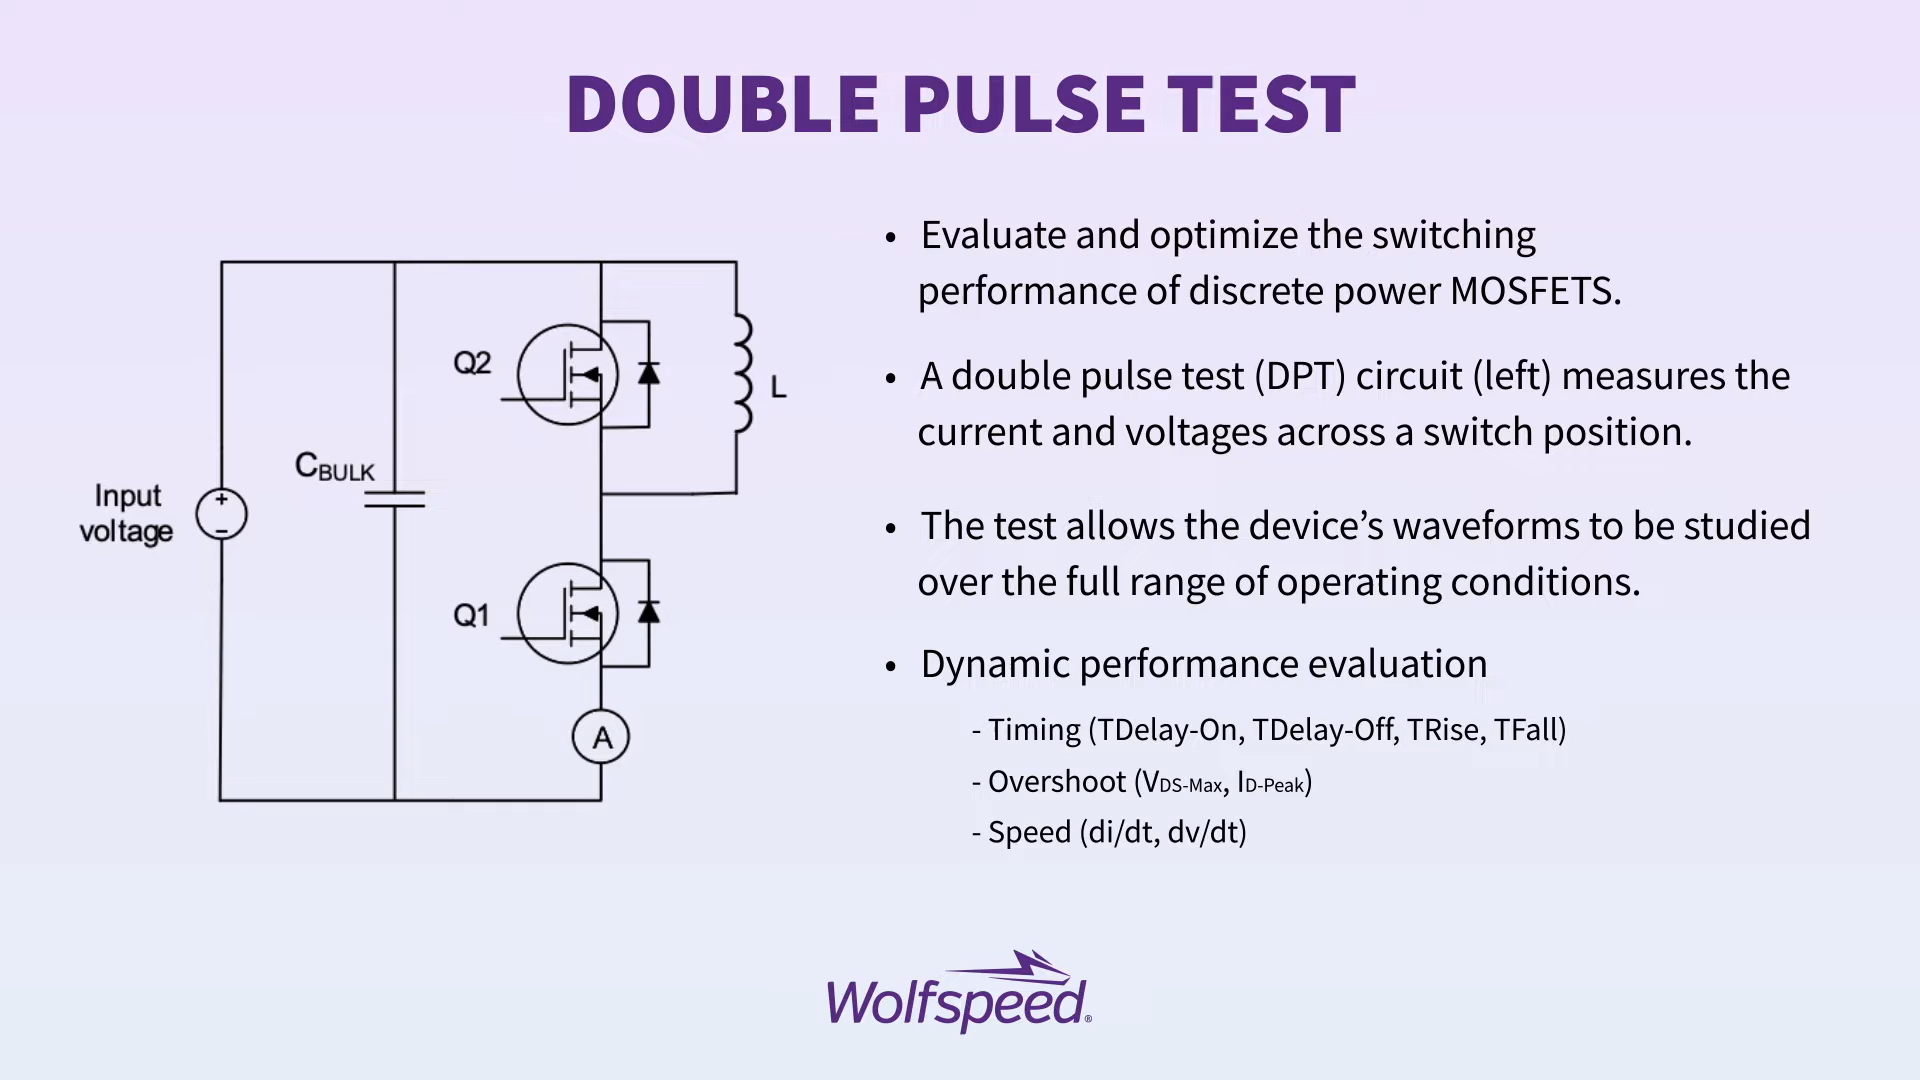 DOUBLE PULSE TEST
Q2
L
CBULK
Input
voltage
+
–
Q1
A
• Evaluate and optimize the switching
performance of discrete power MOSFETS.
• A double pulse test (DPT) circuit (left) measures the
current and voltages across a switch position.
• The test allows the device’s waveforms to be studied
over the full range of operating conditions.
• Dynamic performance evaluation
- Timing (TDelay-On, TDelay-Off, TRise, TFall)
- Overshoot (VDS-Max, ID-Peak)
- Speed (di/dt, dv/dt)
Wolfspeed®